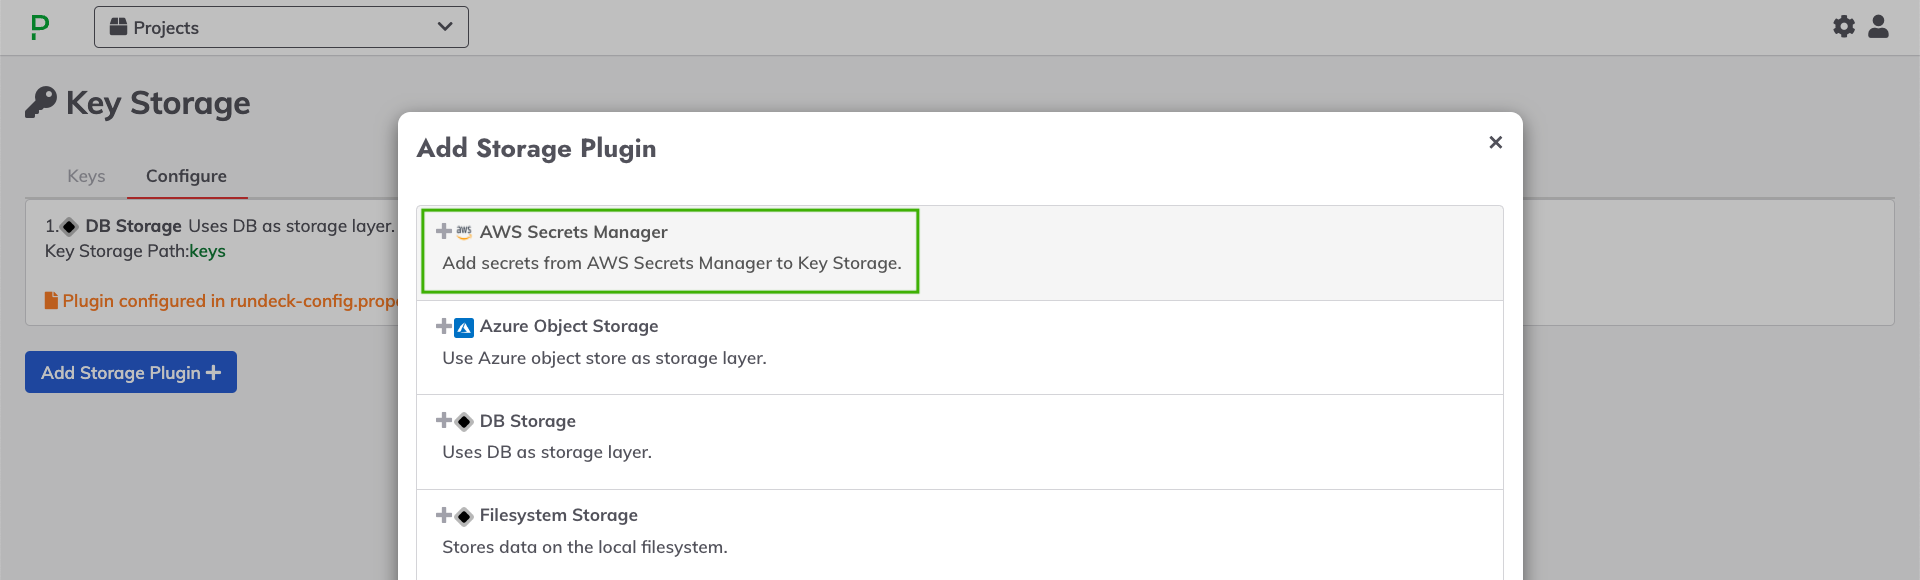 Projects
Key Storage
Keys
Configure
1. DB Storage Uses DB as storage layer.
Key Storage Path:keys
Plugin configured in
Add Storage Plugin
Add Storage Plugin
×
aws AWS Secrets Manager
Add secrets from AWS Secrets Manager to Key Storage.
Azure Object Storage
Use Azure object store as storage layer.
DB Storage
Uses DB as storage layer.
Filesystem Storage
Stores data on the local filesystem.